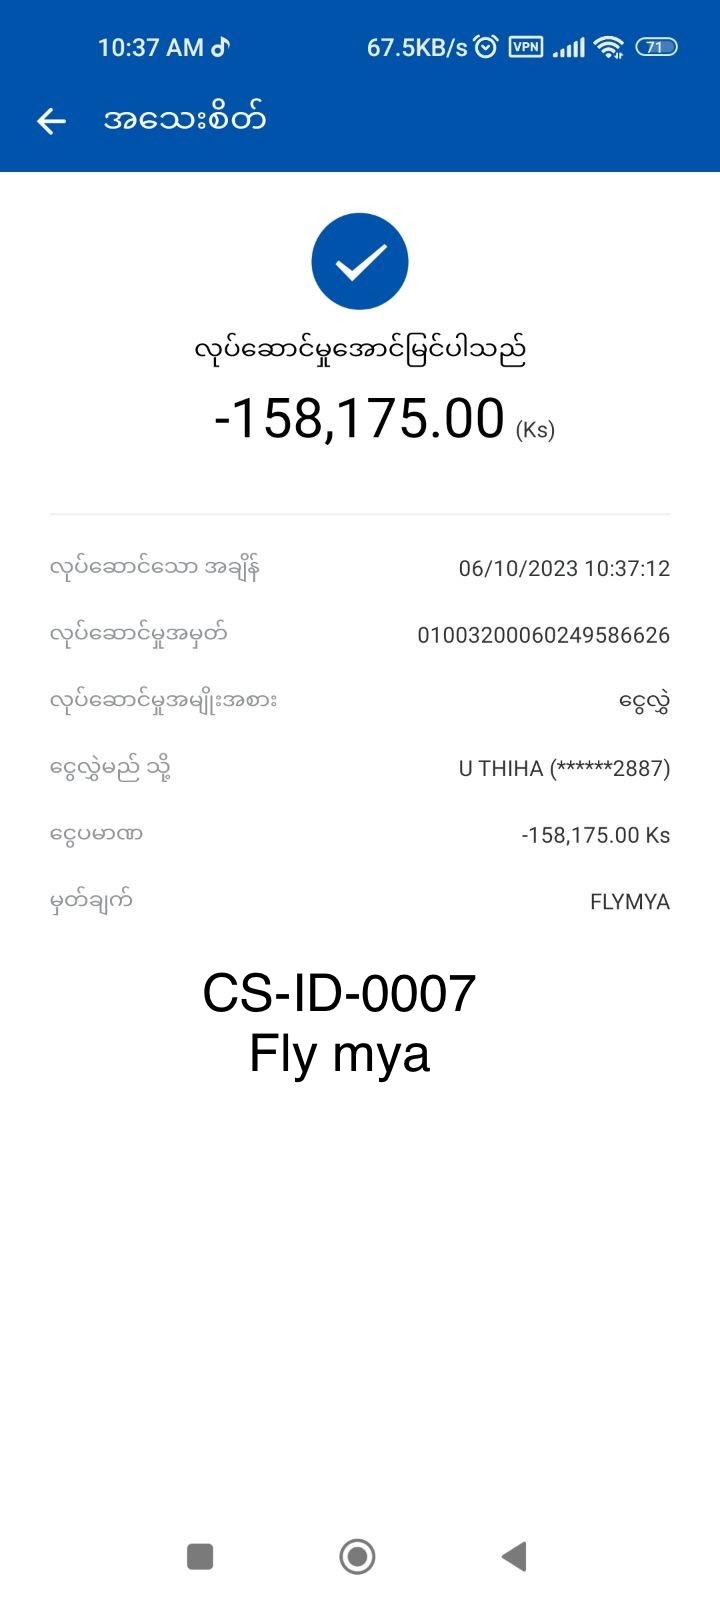 10:37 AM 67.5KB/s VPN 71
အသေးစိတ်
လုပ်ဆောင်မှုအောင်မြင်ပါသည်
-158,175.00 (Ks)
လုပ်ဆောင်သော အချိန် 06/10/2023 10:37:12
လုပ်ဆောင်မှုအမှတ် 01003200060249586626
လုပ်ဆောင်မှုအမျိုးအစား ငွေလွှဲ
ငွေလွှဲမည် သို့ U THIHA (******2887)
ငွေပမာဏ -158,175.00 Ks
မှတ်ချက် FLYMYA
CS-ID-0007
Fly mya